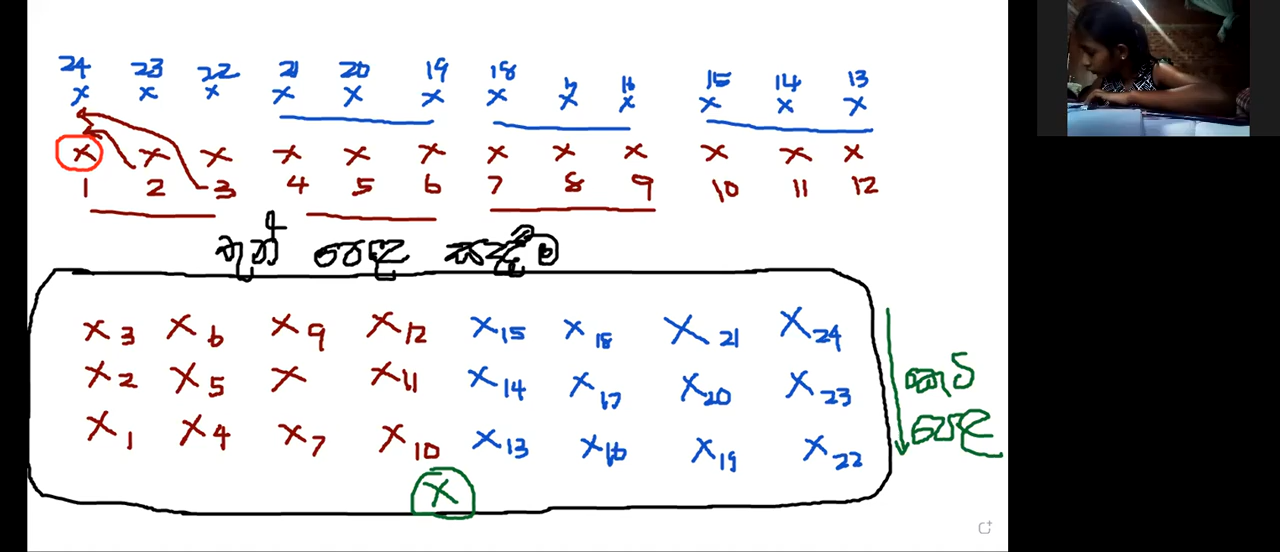 24 23 22 21 20 19 18 17 16 15 14 13
x x x x x x x x x x x x
x x x x x x x x x x x x
1 2 3 4 5 6 7 8 9 10 11 12
x3 x6 x9 x12 x15 x18 x21 x24
x2 x5 x x11 x14 x17 x20 x23
x1 x4 x7 x10 x13 x16 x19 x22
x